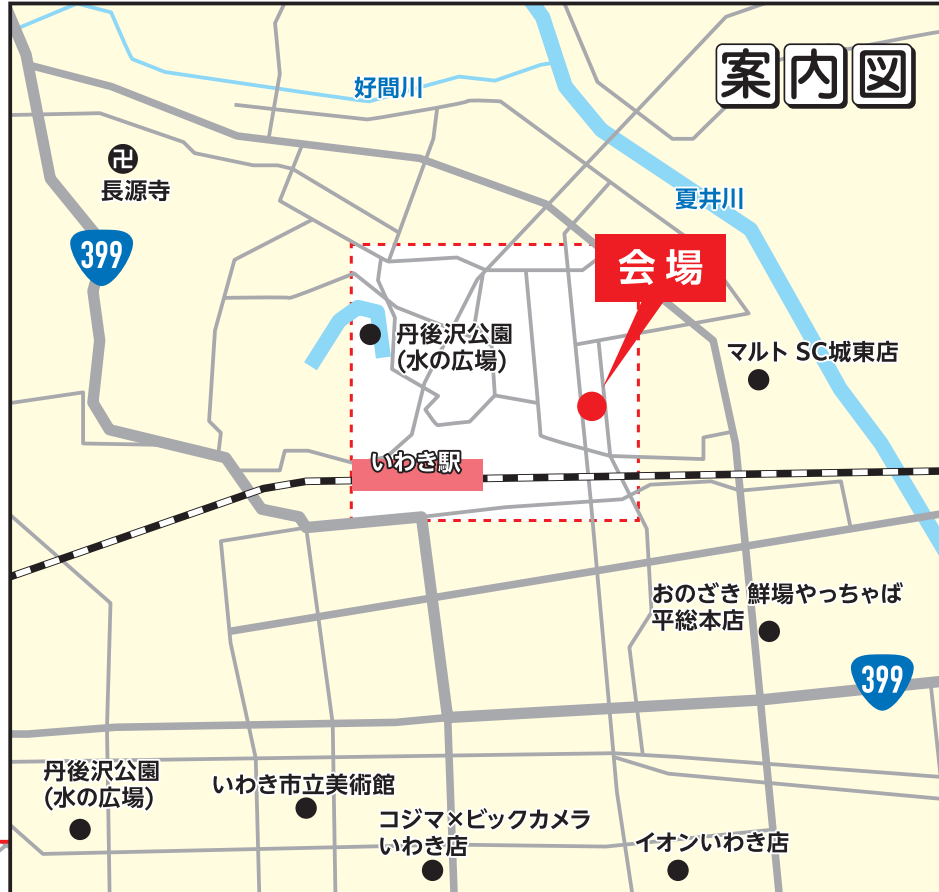 案内図
好間川
卍
長源寺
夏井川
399
会場
丹後沢公園
(水の広場)
マルト SC城東店
いわき駅
おのざき 鮮場やっちゃば
平総本店
399
丹後沢公園
(水の広場)
いわき市立美術館
コジマ×ビックカメラ
いわき店
イオンいわき店